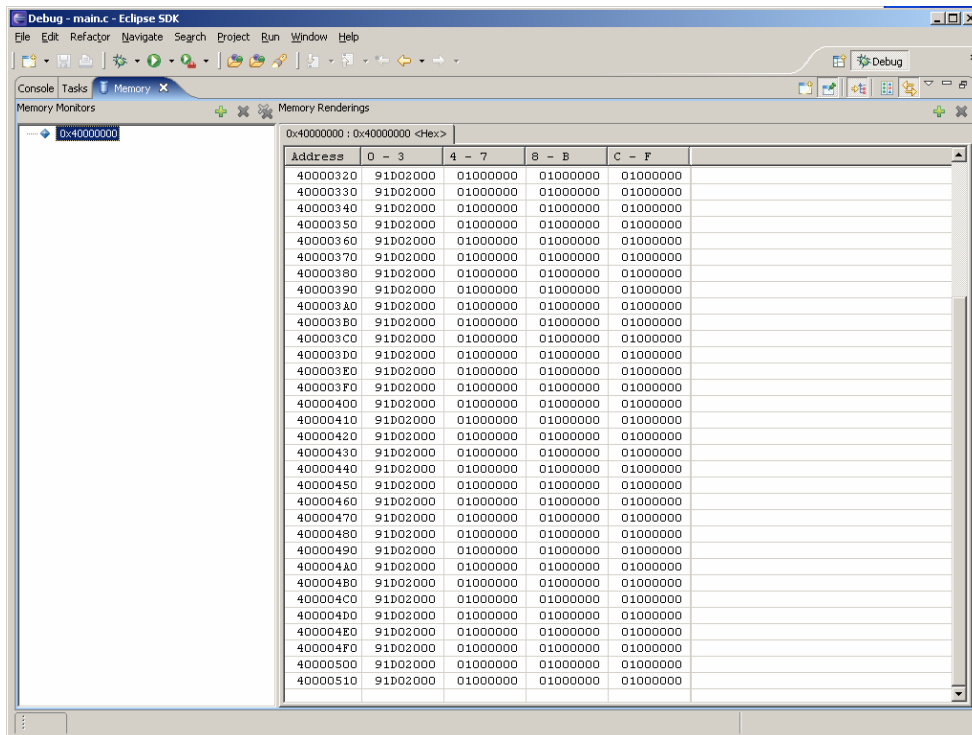 Debug - main.c - Eclipse SDK
File Edit Refactor Navigate Search Project Run Window Help
Debug
Console Tasks Memory
Memory Monitors
Memory Renderings
0x40000000
0x40000000 : 0x40000000 <Hex>
Address 0 - 3 4 - 7 8 - B C - F
40000320 91D02000 01000000 01000000 01000000
40000330 91D02000 01000000 01000000 01000000
40000340 91D02000 01000000 01000000 01000000
40000350 91D02000 01000000 01000000 01000000
40000360 91D02000 01000000 01000000 01000000
40000370 91D02000 01000000 01000000 01000000
40000380 91D02000 01000000 01000000 01000000
40000390 91D02000 01000000 01000000 01000000
400003A0 91D02000 01000000 01000000 01000000
400003B0 91D02000 01000000 01000000 01000000
400003C0 91D02000 01000000 01000000 01000000
400003D0 91D02000 01000000 01000000 01000000
400003E0 91D02000 01000000 01000000 01000000
400003F0 91D02000 01000000 01000000 01000000
40000400 91D02000 01000000 01000000 01000000
40000410 91D02000 01000000 01000000 01000000
40000420 91D02000 01000000 01000000 01000000
40000430 91D02000 01000000 01000000 01000000
40000440 91D02000 01000000 01000000 01000000
40000450 91D02000 01000000 01000000 01000000
40000460 91D02000 01000000 01000000 01000000
40000470 91D02000 01000000 01000000 01000000
40000480 91D02000 01000000 01000000 01000000
40000490 91D02000 01000000 01000000 01000000
400004A0 91D02000 01000000 01000000 01000000
400004B0 91D02000 01000000 01000000 01000000
400004C0 91D02000 01000000 01000000 01000000
400004D0 91D02000 01000000 01000000 01000000
400004E0 91D02000 01000000 01000000 01000000
400004F0 91D02000 01000000 01000000 01000000
40000500 91D02000 01000000 01000000 01000000
40000510 91D02000 01000000 01000000 01000000